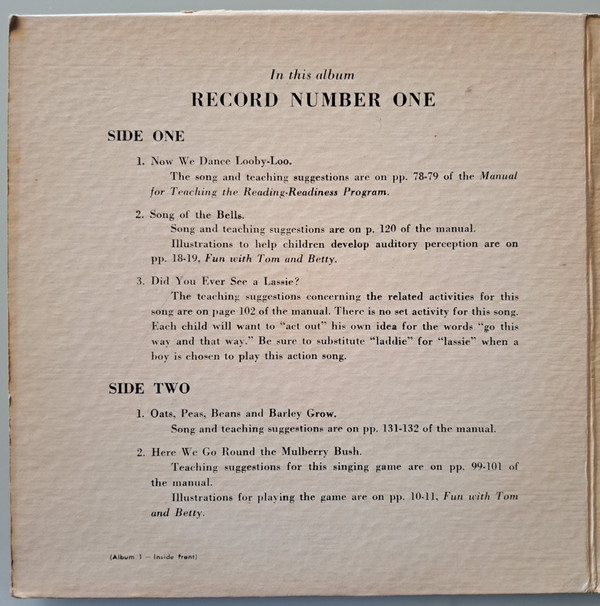 In this album
RECORD NUMBER ONE
SIDE ONE
1. Now We Dance Looby-Loo.
The song and teaching suggestions are on pp. 78-79 of the Manual
for Teaching the Reading-Readiness Program.
2. Song of the Bells.
Song and teaching suggestions are on p. 120 of the manual.
Illustrations to help children develop auditory perception are on
pp. 18-19, Fun with Tom and Betty.
3. Did You Ever See a Lassie?
The teaching suggestions concerning the related activities for this
song are on page 102 of the manual. There is no set activity for this song.
Each child will want to “act out” his own idea for the words “go this
way and that way.” Be sure to substitute “laddie” for “lassie” when a
boy is chosen to play this action song.
SIDE TWO
1. Oats, Peas, Beans and Barley Grow.
Song and teaching suggestions are on pp. 131-132 of the manual.
2. Here We Go Round the Mulberry Bush.
Teaching suggestions for this singing game are on pp. 99-101 of
the manual.
Illustrations for playing the game are on pp. 10-11, Fun with Tom
and Betty.
(Album 1 – Inside Front)